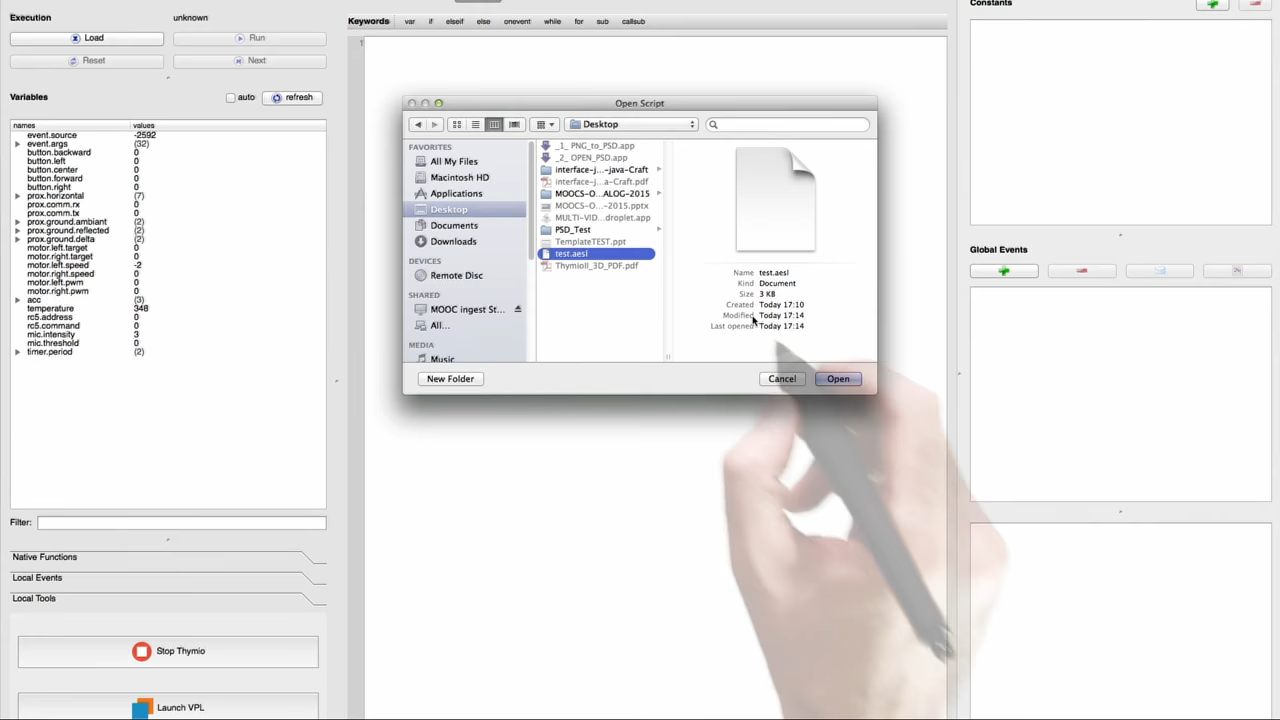 Execution unknown
Load Run
Reset Next
Variables auto refresh
names values
event.source -2592
event.args (32)
button.backward 0
button.left 0
button.center 0
button.forward 0
button.right 0
prox.horizontal (7)
prox.comm.rx 0
prox.comm.tx 0
prox.ground.ambiant (2)
prox.ground.reflected (2)
prox.ground.delta (2)
motor.left.target 0
motor.right.target 0
motor.left.speed -2
motor.right.speed 0
motor.left.pwm 0
motor.right.pwm 0
acc (3)
temperature 348
rc5.address 0
rc5.command 0
mic.intensity 3
mic.threshold 0
timer.period (2)
Filter:
Native Functions
Local Events
Local Tools
Stop Thymio
Launch VPL
Keywords var if elseif else onevent while for sub callsub
1
Open Script
Desktop
FAVORITES
All My Files
Macintosh HD
Applications
Desktop
Documents
Downloads
DEVICES
Remote Disc
SHARED
MOOC ingest St...
All...
MEDIA
Music
_1_ PNG_to_PSD.app
_2_ OPEN_PSD.app
interface-j...-java-Craft
interface-j...a-Craft.pdf
MOOCS-O...ALOG-2015
MOOCS-O...-2015.pptx
MULTI-VID...droplet.app
PSD_Test
TemplateTEST.ppt
test.aesl
ThymioII_3D_PDF.pdf
Name test.aesl
Kind Document
Size 3 KB
Created Today 17:10
Modified Today 17:14
Last opened Today 17:14
New Folder Cancel Open
Constants
Global Events